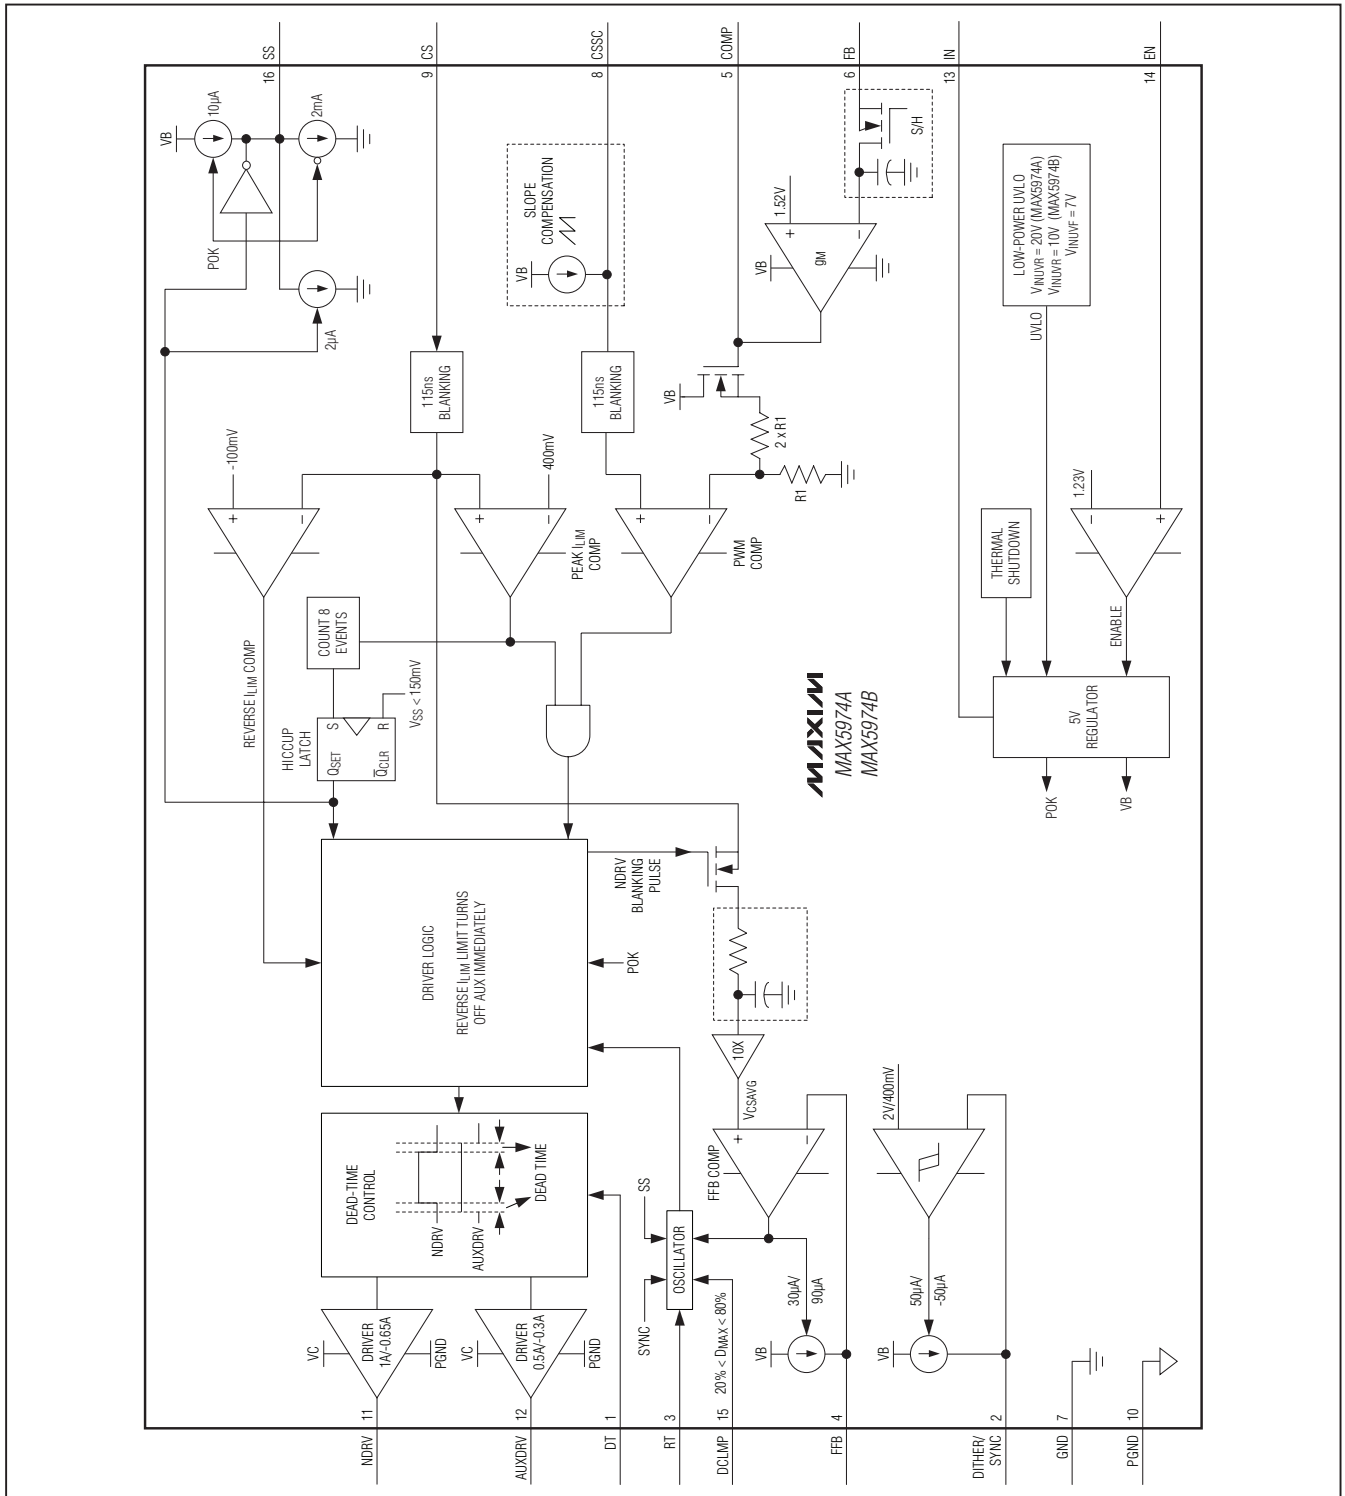 16 SS
9 CS
8 CSSC
5 COMP
6 FB
13 IN
14 EN
VB
10µA
2mA
POK
2µA
SLOPE
COMPENSATION
VB
S/H
1.52V
+
−
VB
gM
LOW-POWER UVLO
VINUVR = 20V (MAX5974A)
VINUVR = 10V (MAX5974B)
VINUVF = 7V
UVLO
115ns
BLANKING
115ns
BLANKING
VB
2 x R1
R1
-100mV
+
−
400mV
+
−
PEAK ILIM
COMP
+
−
PWM
COMP
1.23V
−
+
THERMAL
SHUTDOWN
ENABLE
REVERSE ILIM COMP
COUNT 8
EVENTS
VSS < 150mV
HICCUP
LATCH
S
R
QSET
QCLR
MAXIM
MAX5974A
MAX5974B
5V
REGULATOR
POK
VB
DRIVER LOGIC
REVERSE ILIM LIMIT TURNS
OFF AUX IMMEDIATELY
NDRV
BLANKING
PULSE
POK
10X
VCSAVG
+
−
FFB COMP
2V/400mV
DEAD-TIME
CONTROL
NDRV
AUXDRV
DEAD TIME
SS
OSCILLATOR
SYNC
20% < DMAX < 80%
30µA/
90µA
50µA/
-50µA
VB
VB
VC
DRIVER
1A/-0.65A
PGND
VC
DRIVER
0.5A/-0.3A
PGND
NDRV 11
AUXDRV 12
DT 1
RT 3
DCLMP 15
FFB 4
DITHER/
SYNC 2
GND 7
PGND 10